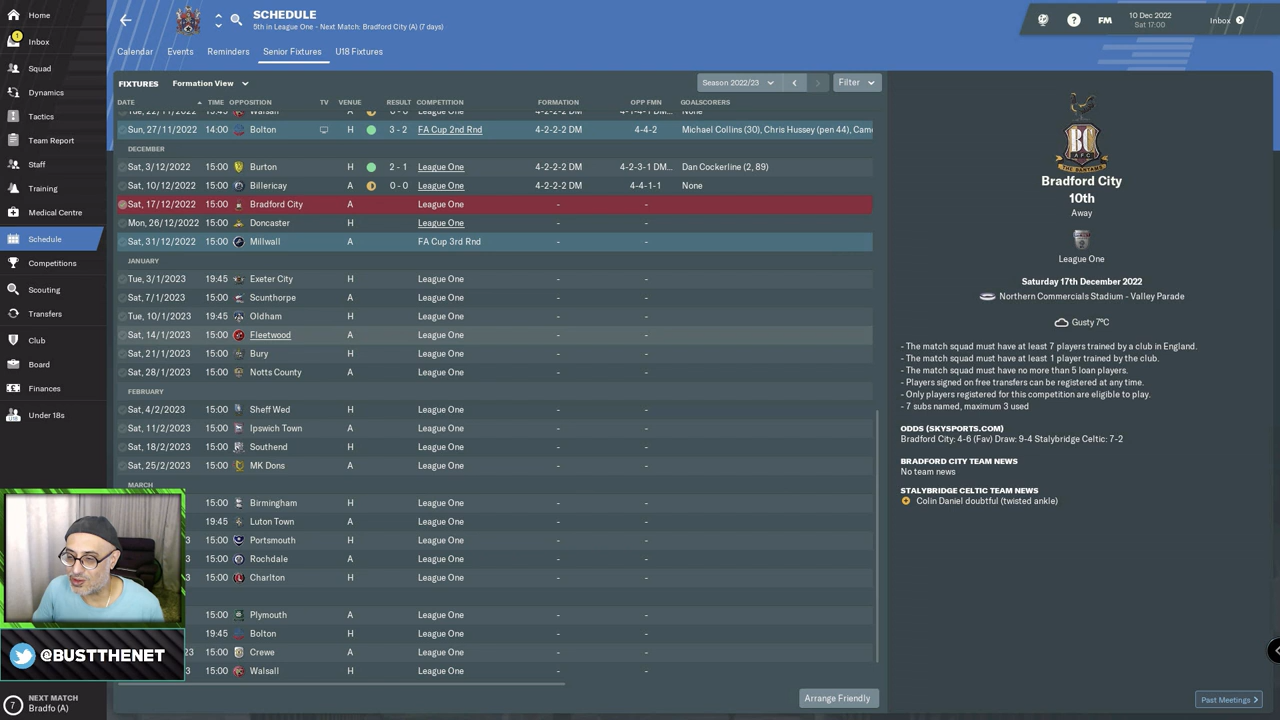 Home
1
Inbox
Squad
Dynamics
Tactics
Team Report
Staff
Training
Medical Centre
Schedule
Competitions
Scouting
Transfers
Club
Board
Finances
Under 18s
@BUSTTHENET
7
NEXT MATCH
Bradfo (A)
SCHEDULE
5th in League One - Next Match: Bradford City (A) (7 days)
FM
10 Dec 2022
Sat 17:00
Inbox
Calendar Events Reminders Senior Fixtures U18 Fixtures
FIXTURES Formation View Season 2022/23 Filter
DATE TIME OPPOSITION TV VENUE RESULT COMPETITION FORMATION OPP FMN GOALSCORERS
Sun, 27/11/2022 14:00 Bolton H 3 - 2 FA Cup 2nd Rnd 4-2-2-2 DM 4-4-2 Michael Collins (30), Chris Hussey (pen 44), Came
DECEMBER
Sat, 3/12/2022 15:00 Burton H 2 - 1 League One 4-2-2-2 DM 4-2-3-1 DM... Dan Cockerline (2, 89)
Sat, 10/12/2022 15:00 Billericay A 0 - 0 League One 4-2-2-2 DM 4-4-1-1 None
Sat, 17/12/2022 15:00 Bradford City A League One - -
Mon, 26/12/2022 15:00 Doncaster H League One - -
Sat, 31/12/2022 15:00 Millwall A FA Cup 3rd Rnd - -
JANUARY
Tue, 3/1/2023 19:45 Exeter City H League One - -
Sat, 7/1/2023 15:00 Scunthorpe A League One - -
Tue, 10/1/2023 19:45 Oldham H League One - -
Sat, 14/1/2023 15:00 Fleetwood A League One - -
Sat, 21/1/2023 15:00 Bury H League One - -
Sat, 28/1/2023 15:00 Notts County A League One - -
FEBRUARY
Sat, 4/2/2023 15:00 Sheff Wed H League One - -
Sat, 11/2/2023 15:00 Ipswich Town A League One - -
Sat, 18/2/2023 15:00 Southend H League One - -
Sat, 25/2/2023 15:00 MK Dons A League One - -
MARCH
15:00 Birmingham H League One - -
19:45 Luton Town A League One - -
3 15:00 Portsmouth H League One - -
3 15:00 Rochdale A League One - -
3 15:00 Charlton H League One - -
15:00 Plymouth A League One - -
19:45 Bolton H League One - -
23 15:00 Crewe A League One - -
3 15:00 Walsall H League One - -
Arrange Friendly
BCAFC
THE BANTAMS
Bradford City
10th
Away
League One
Saturday 17th December 2022
Northern Commercials Stadium - Valley Parade
Gusty 7°C
- The match squad must have at least 7 players trained by a club in England.
- The match squad must have at least 1 player trained by the club.
- The match squad must have no more than 5 loan players.
- Players signed on free transfers can be registered at any time.
- Only players registered for this competition are eligible to play.
- 7 subs named, maximum 3 used
ODDS (SKYSPORTS.COM)
Bradford City: 4-6 (Fav) Draw: 9-4 Stalybridge Celtic: 7-2
BRADFORD CITY TEAM NEWS
No team news
STALYBRIDGE CELTIC TEAM NEWS
Colin Daniel doubtful (twisted ankle)
Past Meetings